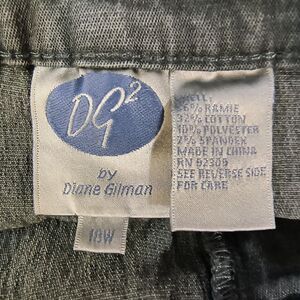 DG2
by
Diane Gilman
18W
SHELL:
56% RAMIE
32% COTTON
10% POLYESTER
2% SPANDEX
MADE IN CHINA
RN 92309
SEE REVERSE SIDE
FOR CARE